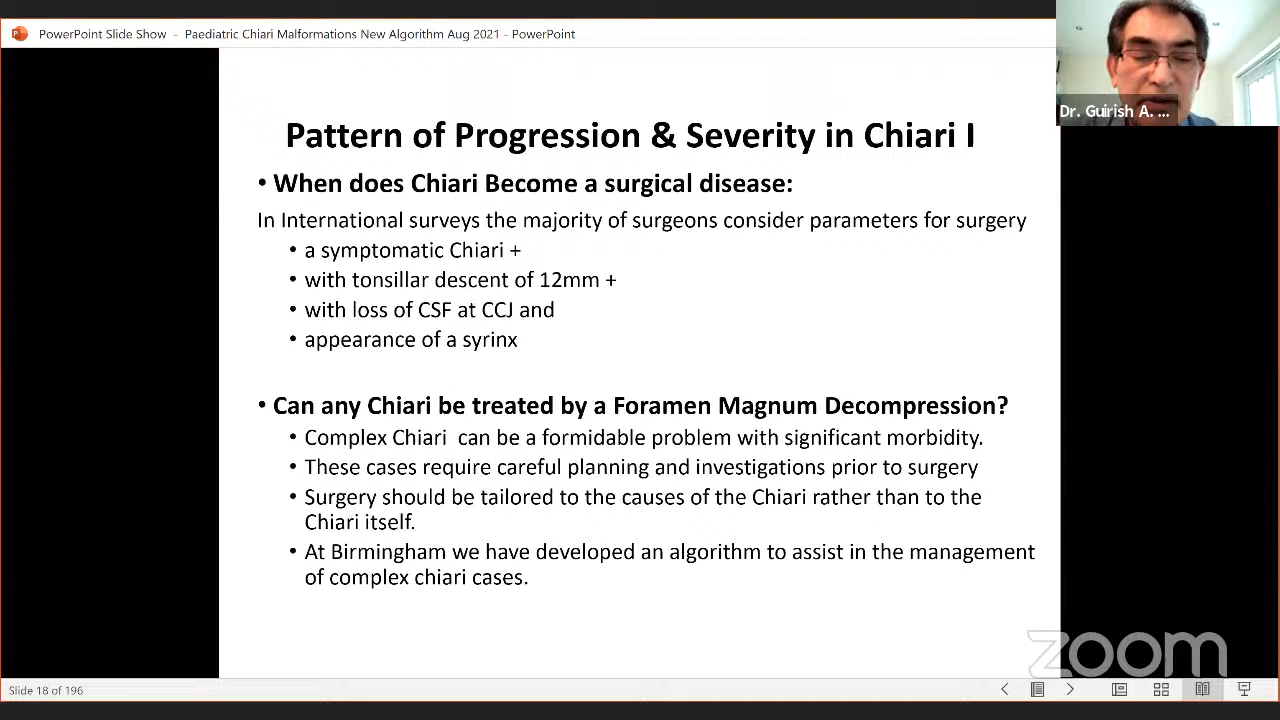 PowerPoint Slide Show - Paediatric Chiari Malformations New Algorithm Aug 2021 - PowerPoint
Dr. Guirish A. ...
Pattern of Progression & Severity in Chiari I
• When does Chiari Become a surgical disease:
In International surveys the majority of surgeons consider parameters for surgery
• a symptomatic Chiari +
• with tonsillar descent of 12mm +
• with loss of CSF at CCJ and
• appearance of a syrinx
• Can any Chiari be treated by a Foramen Magnum Decompression?
• Complex Chiari can be a formidable problem with significant morbidity.
• These cases require careful planning and investigations prior to surgery
• Surgery should be tailored to the causes of the Chiari rather than to the
Chiari itself.
• At Birmingham we have developed an algorithm to assist in the management
of complex chiari cases.
zoom
Slide 18 of 196